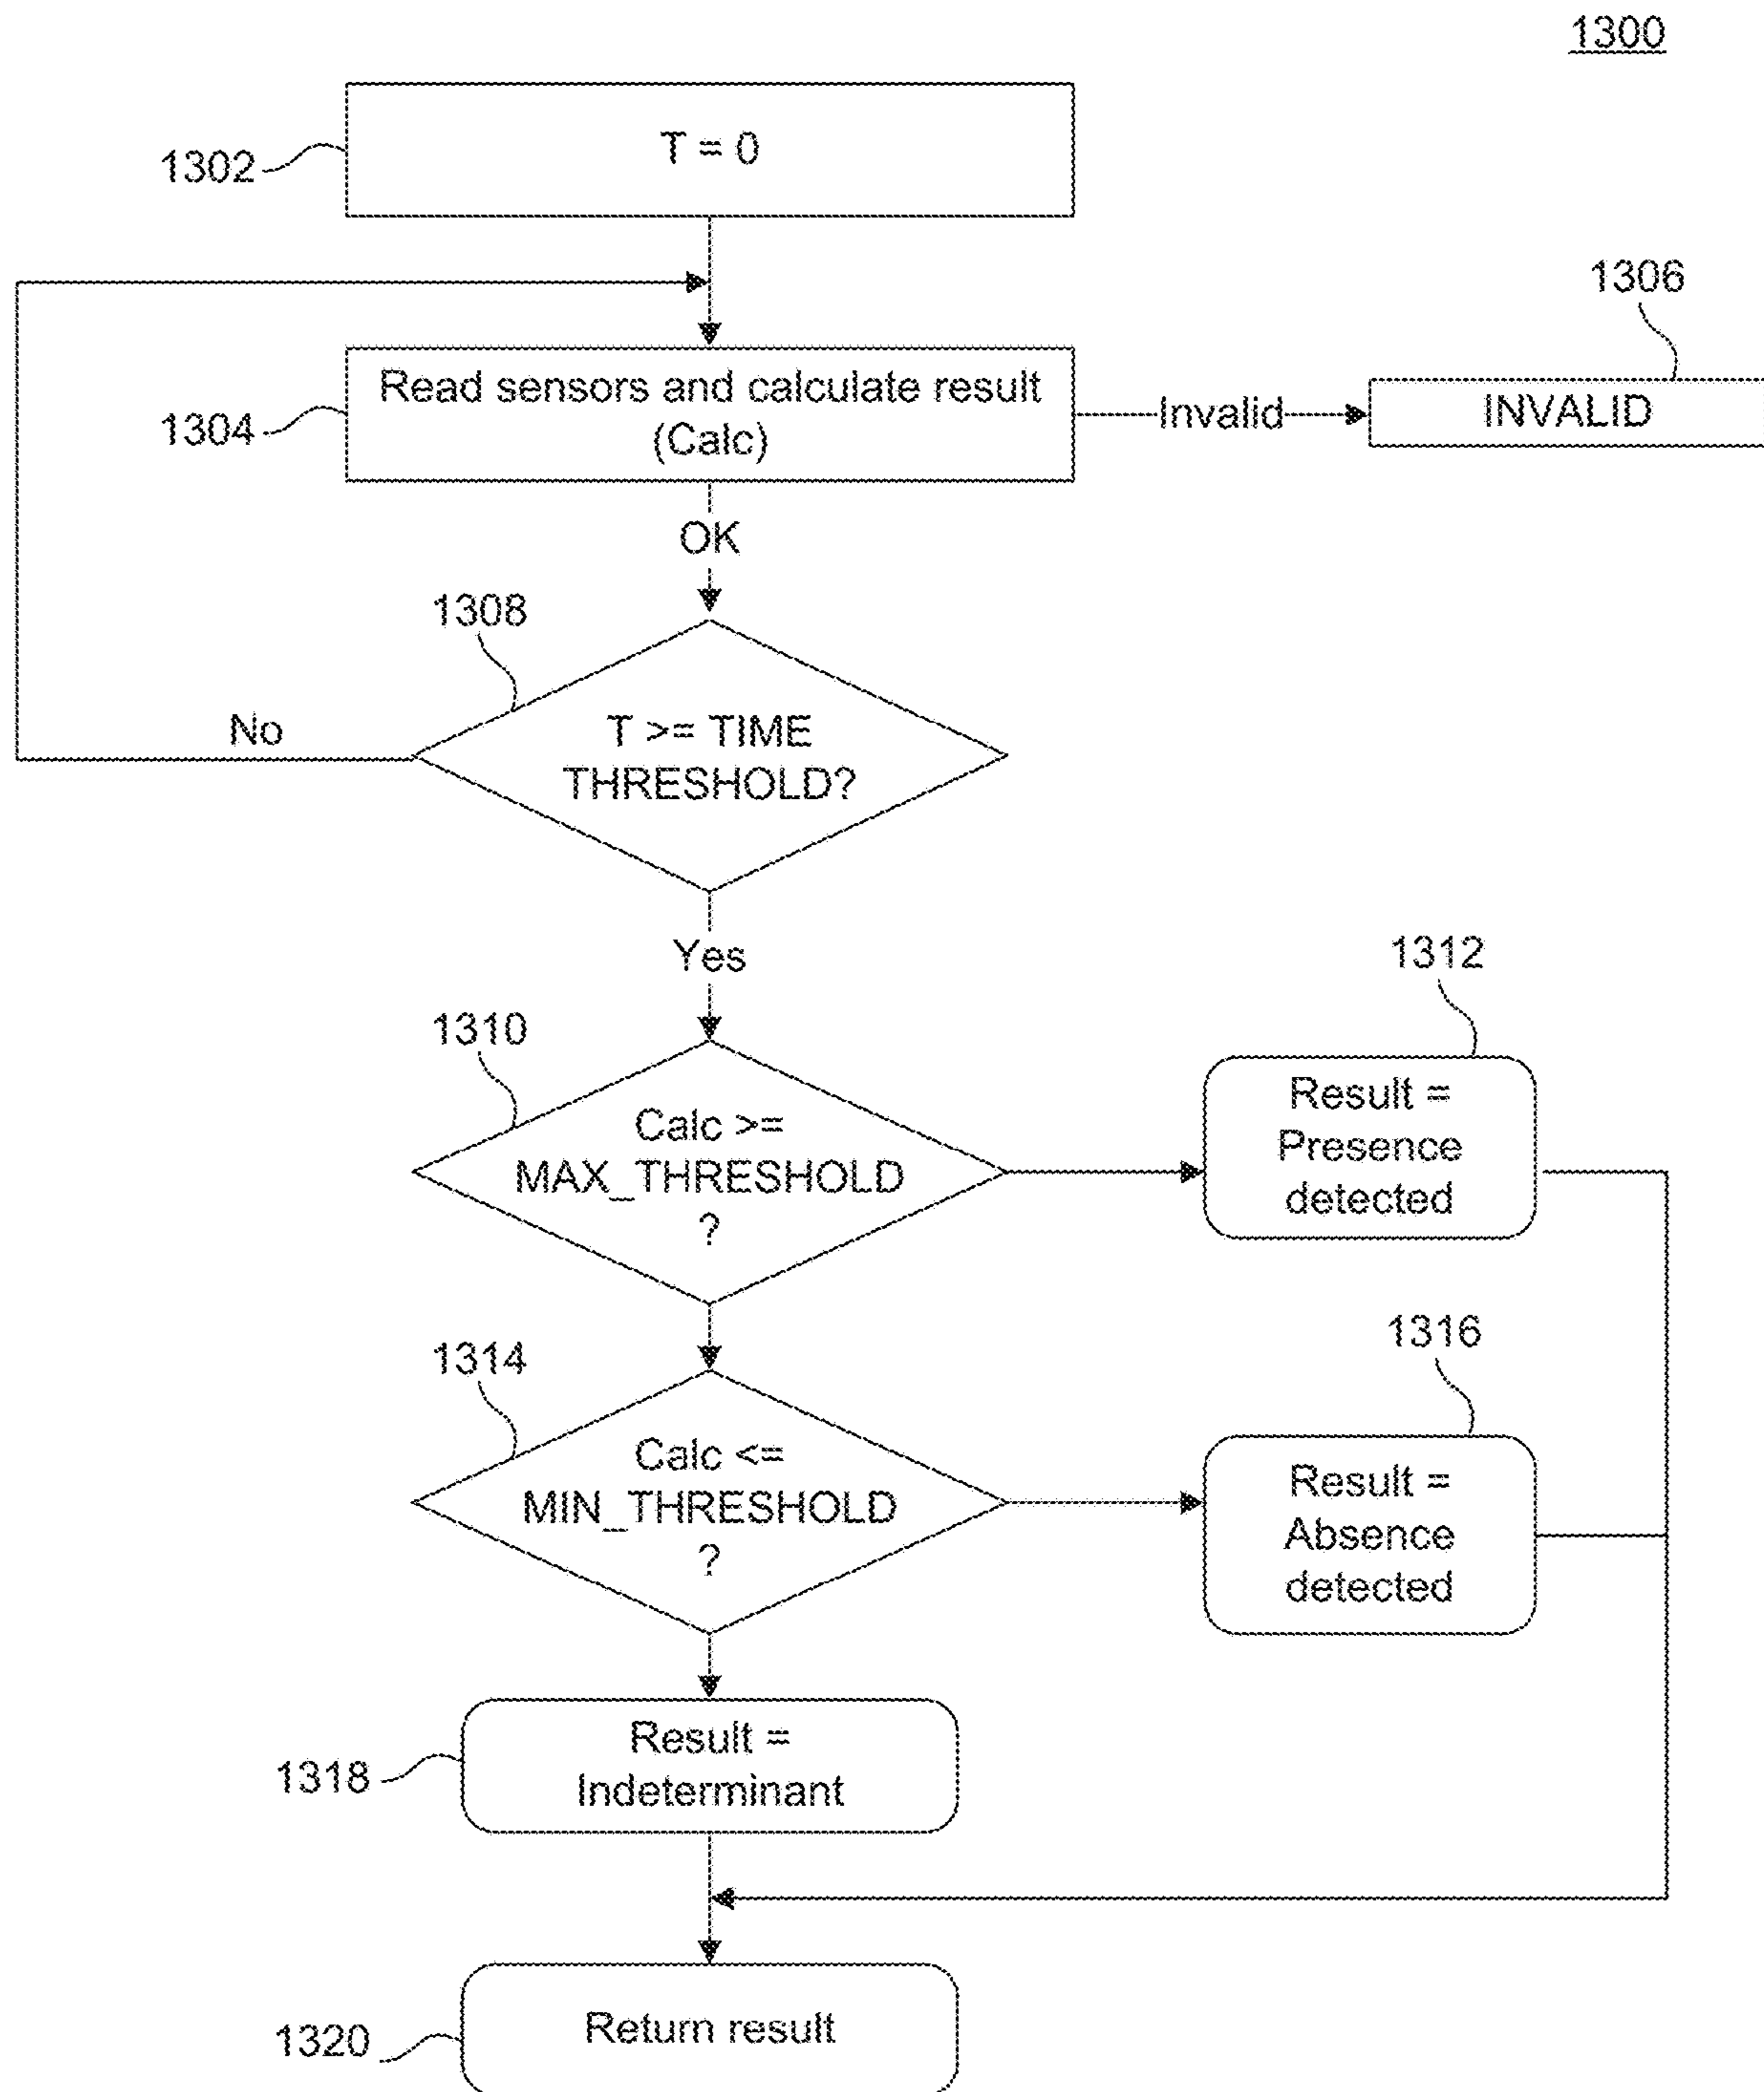 1300
1302
T = 0
1306
1304
Read sensors and calculate result
(Calc)
Invalid
INVALID
OK
1308
No
T >= TIME
THRESHOLD?
Yes
1312
1310
Result =
Presence
detected
Calc >=
MAX_THRESHOLD
?
1316
1314
Calc <=
MIN_THRESHOLD
?
Result =
Absence
detected
1318
Result =
Indeterminant
1320
Return result